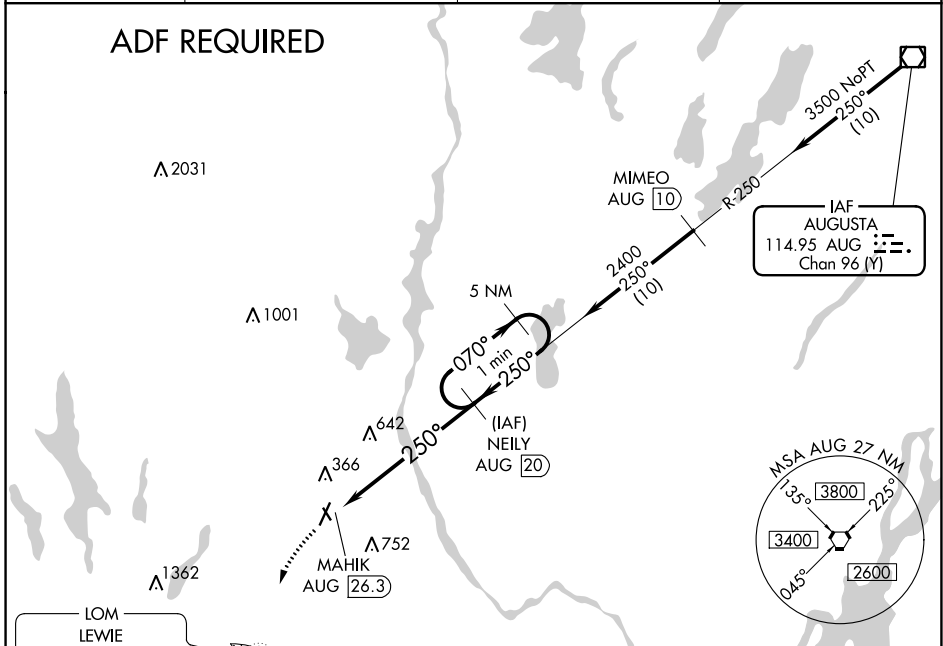 ADF REQUIRED
3500 NoPT
250°
(10)
2031
MIMEO
AUG 10
R-250
IAF
AUGUSTA
114.95 AUG
Chan 96 (Y)
2400
250°
(10)
5 NM
1001
070°
1 min
250°
(IAF)
NEILY
AUG 20
642
250°
366
MSA AUG 27 NM
135°
3800
225°
3400
2600
045°
752
MAHIK
AUG 26.3
1362
LOM
LEWIE